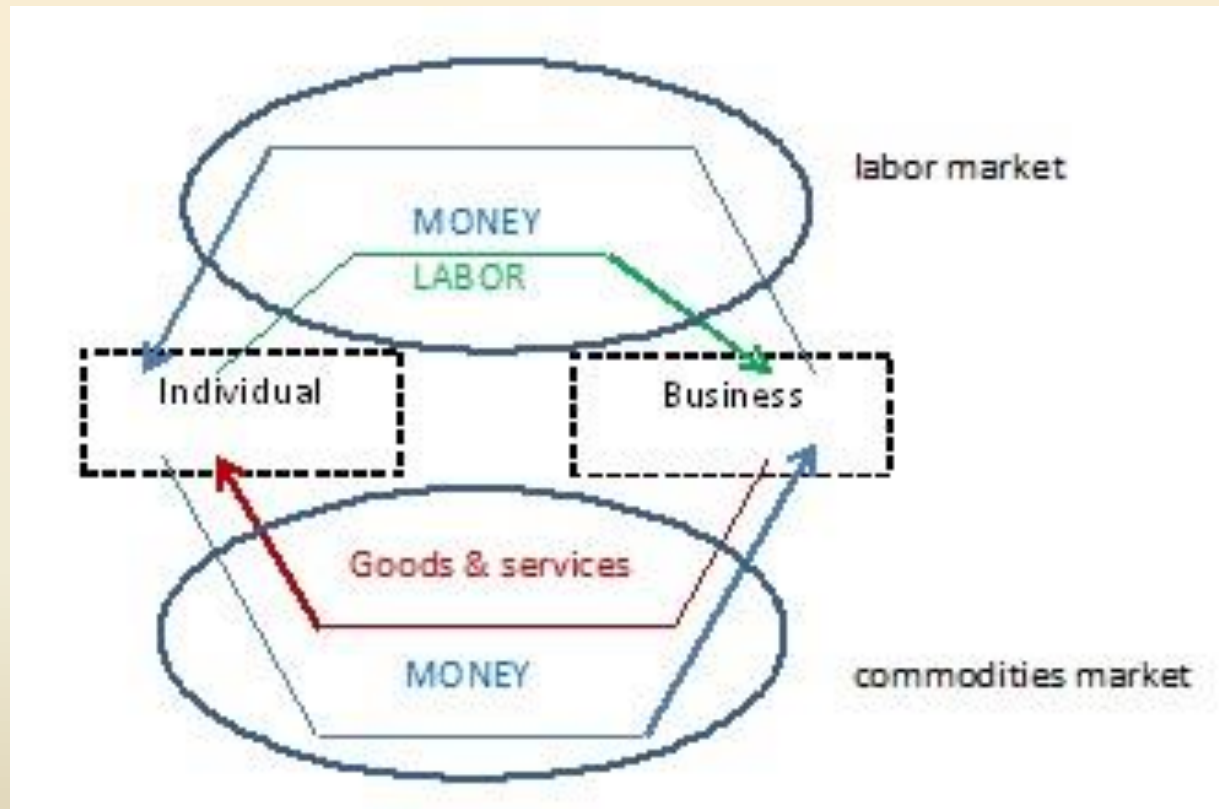 labor market
MONEY
LABOR
Individual
Business
Goods & services
MONEY
commodities market